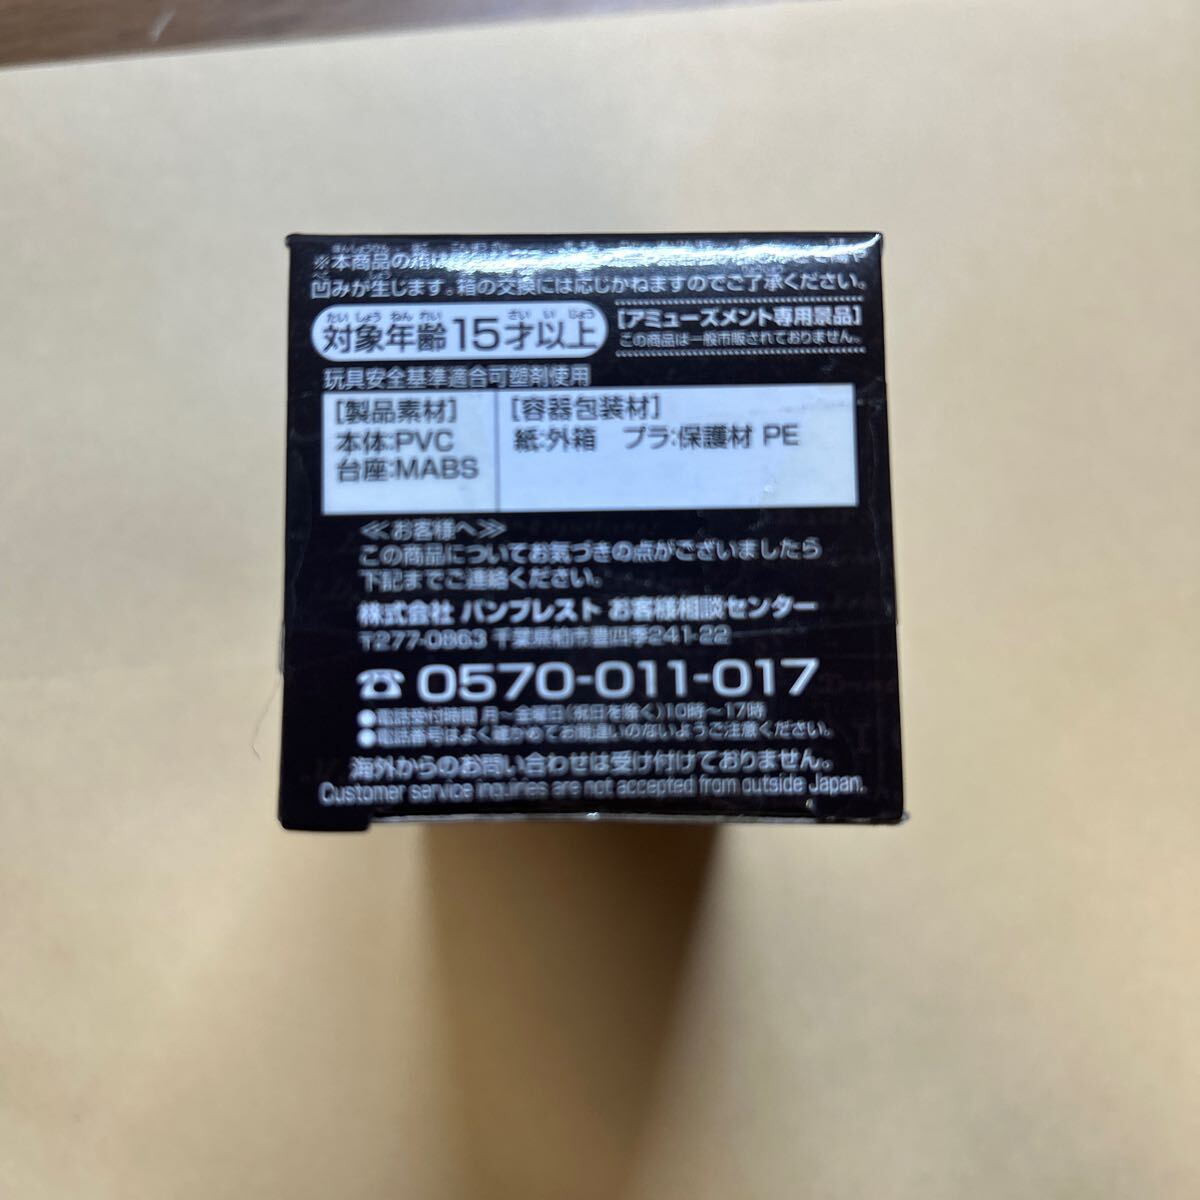 ※本商品の箱は
凹みが生じます。箱の交換には応じかねますのでご了承ください。
対象年齢 15才以上
たいしょうねんれい さい いじょう
[アミューズメント専用景品]
この商品は一般市販されておりません。
玩具安全基準適合可塑剤使用
[製品素材]
本体:PVC
台座:MABS
[容器包装材]
紙:外箱 プラ:保護材 PE
≪お客様へ≫
この商品についてお気づきの点がございましたら
下記までご連絡ください。
株式会社 バンプレスト お客様相談センター
〒277-0863 千葉県柏市豊四季241-22
☎ 0570-011-017
●電話受付時間 月〜金曜日(祝日を除く)10時〜17時
●電話番号はよく確かめてお間違いのないようご注意ください。
海外からのお問い合わせは受け付けておりません。
Customer service inquiries are not accepted from outside Japan.